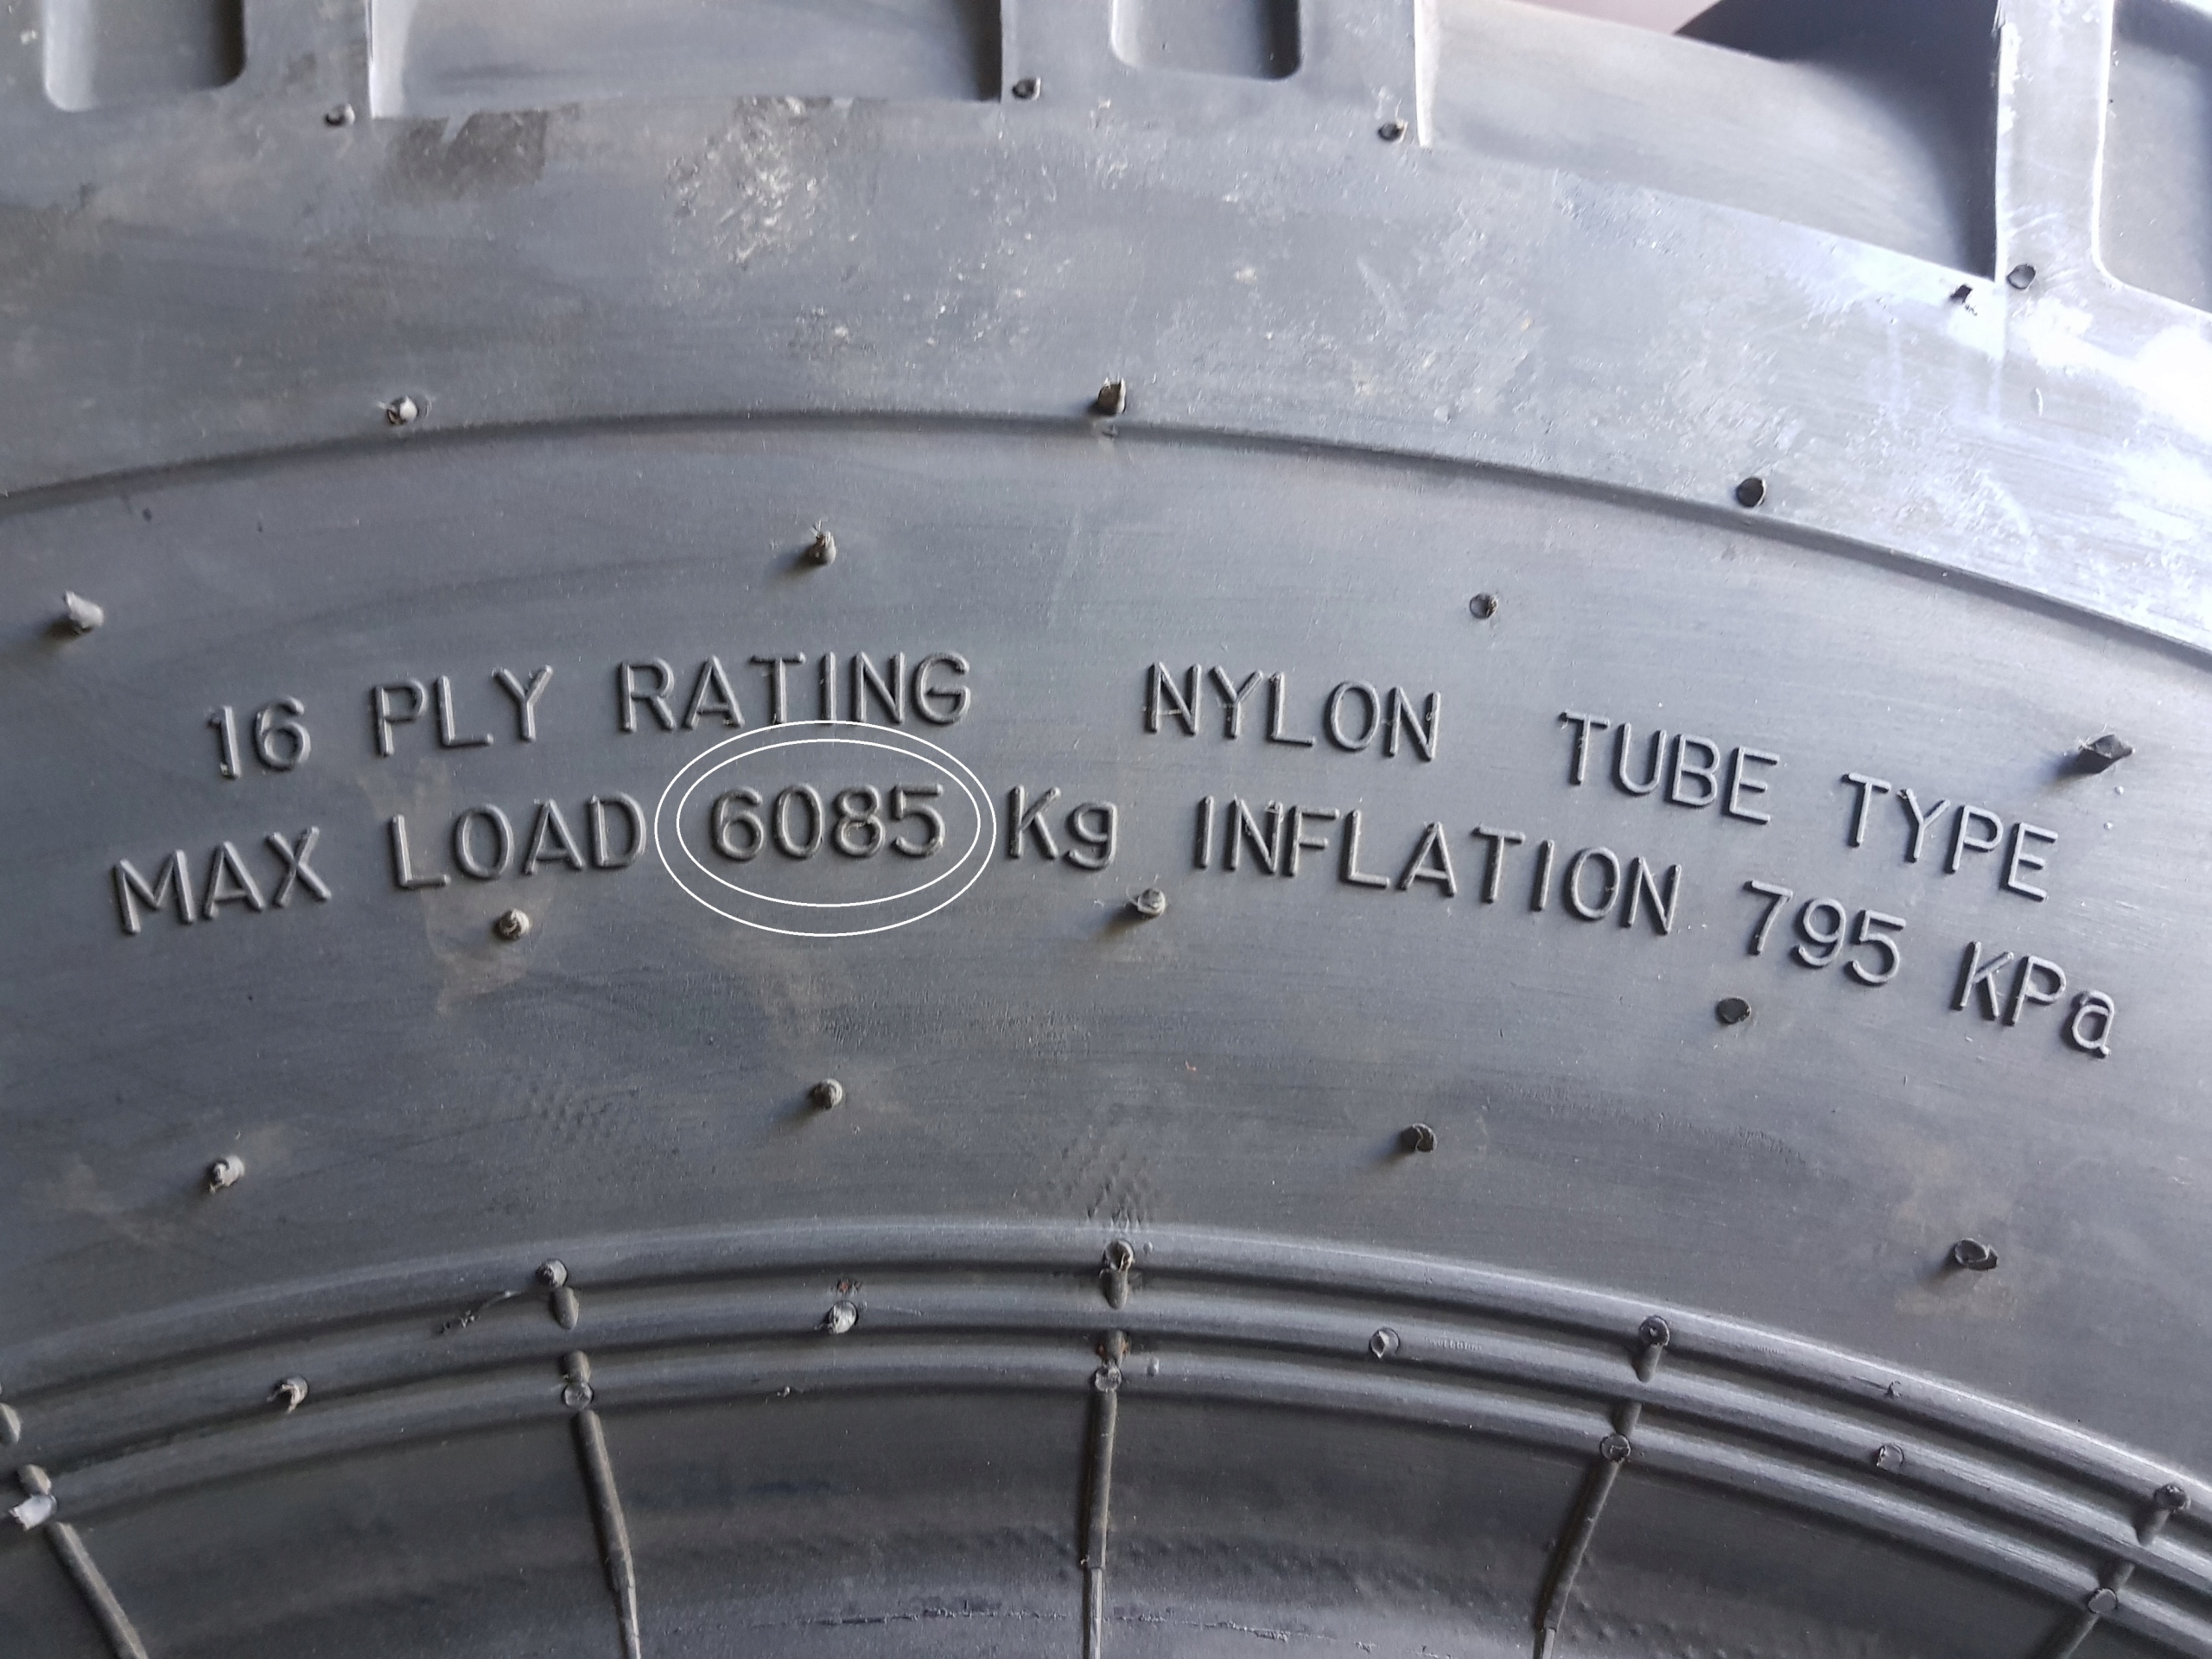 16 PLY RATING NYLON TUBE TYPE
MAX LOAD 6085 Kg INFLATION 795 KPa